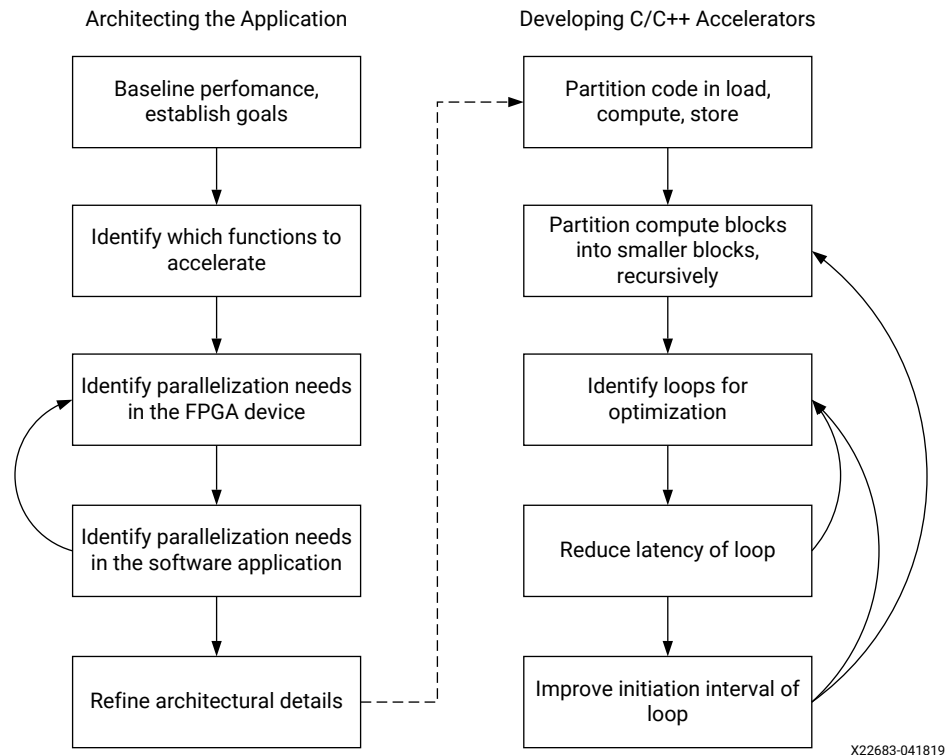 Architecting the Application
Baseline perfomance,
establish goals
Identify which functions to
accelerate
Identify parallelization needs
in the FPGA device
Identify parallelization needs
in the software application
Refine architectural details
Developing C/C++ Accelerators
Partition code in load,
compute, store
Partition compute blocks
into smaller blocks,
recursively
Identify loops for
optimization
Reduce latency of loop
Improve initiation interval of
loop
X22683-041819